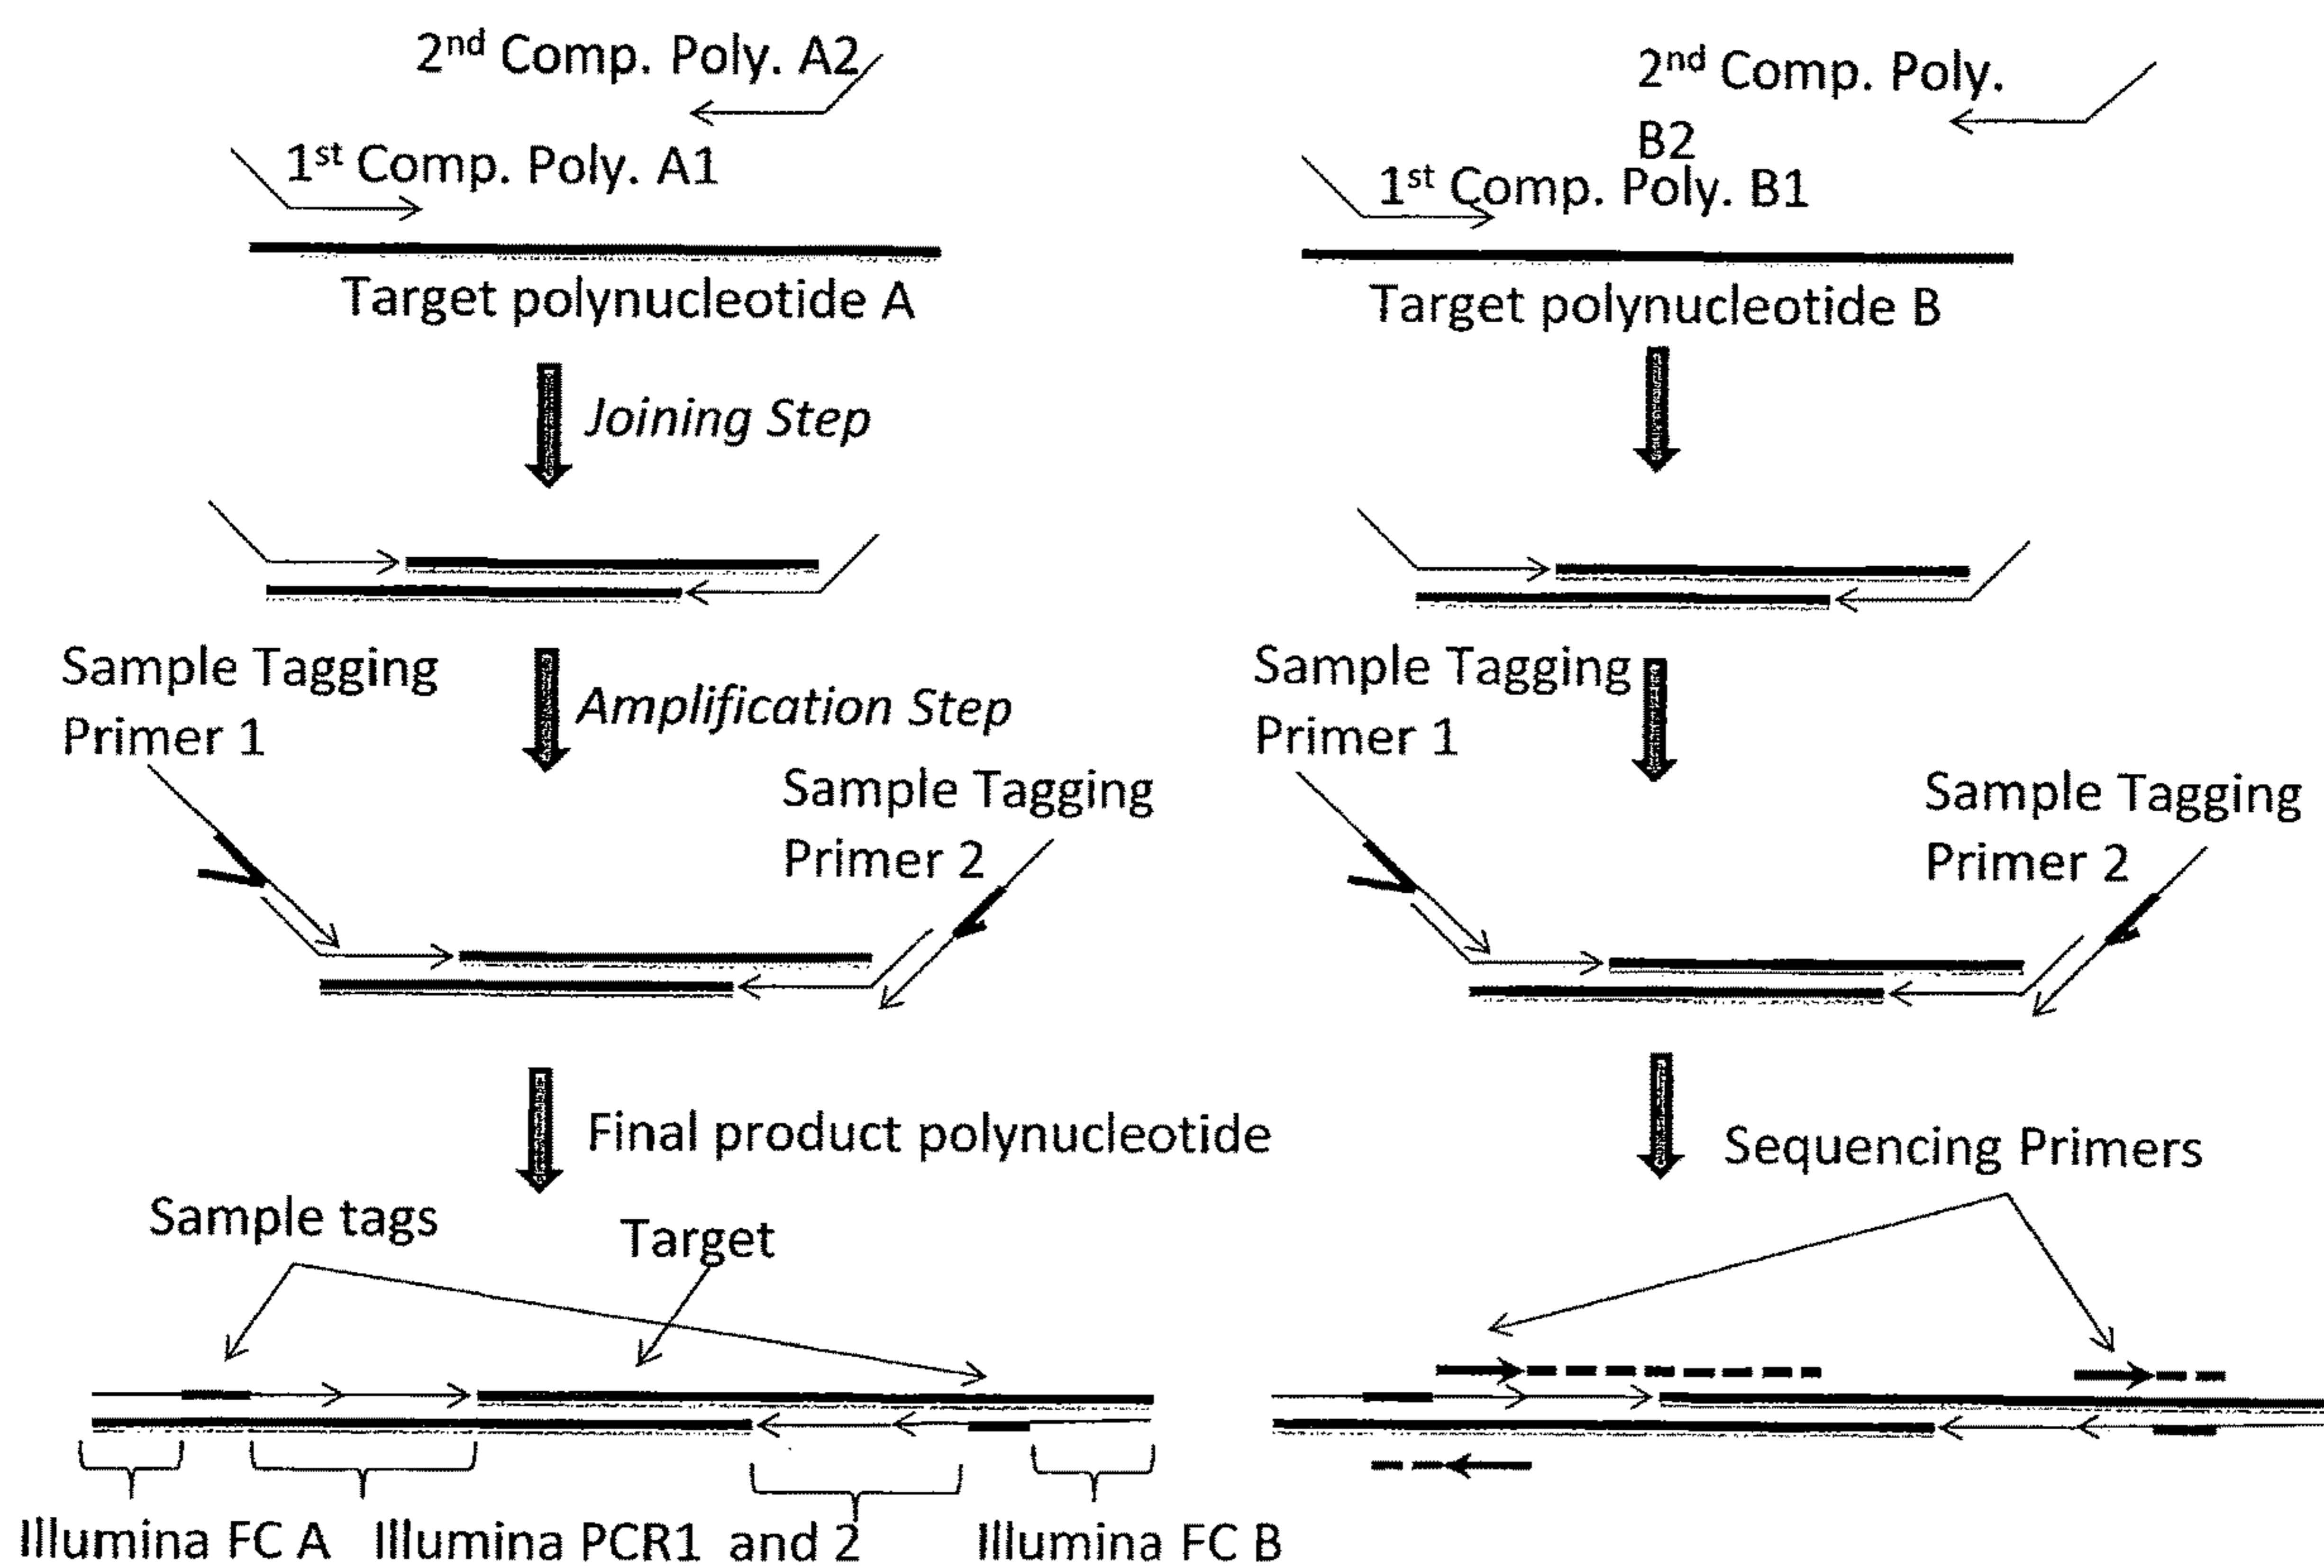 2nd Comp. Poly. A2
1st Comp. Poly. A1
Target polynucleotide A
2nd Comp. Poly.
B2
1st Comp. Poly. B1
Target polynucleotide B
Joining Step
Sample Tagging
Primer 1
Amplification Step
Sample Tagging
Primer 2
Sample Tagging
Primer 1
Sample Tagging
Primer 2
Final product polynucleotide
Sample tags
Target
Sequencing Primers
Illumina FC A
Illumina PCR1 and 2
Illumina FC B